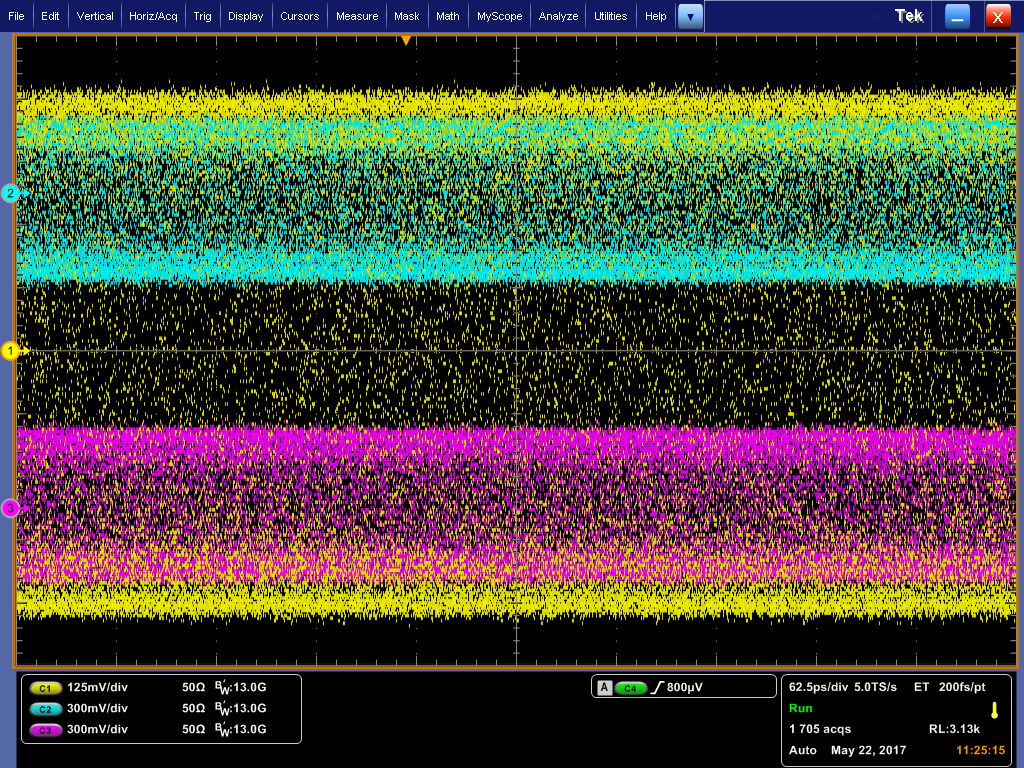 File Edit Vertical Horiz/Acq Trig Display Cursors Measure Mask Math MyScope Analyze Utilities Help Tek X
2
1
3
C1 125mV/div 50Ω BW:13.0G
C2 300mV/div 50Ω BW:13.0G
C3 300mV/div 50Ω BW:13.0G
A C4 800µV
62.5ps/div 5.0TS/s ET 200fs/pt
Run
1 705 acqs RL:3.13k
Auto May 22, 2017 11:25:15